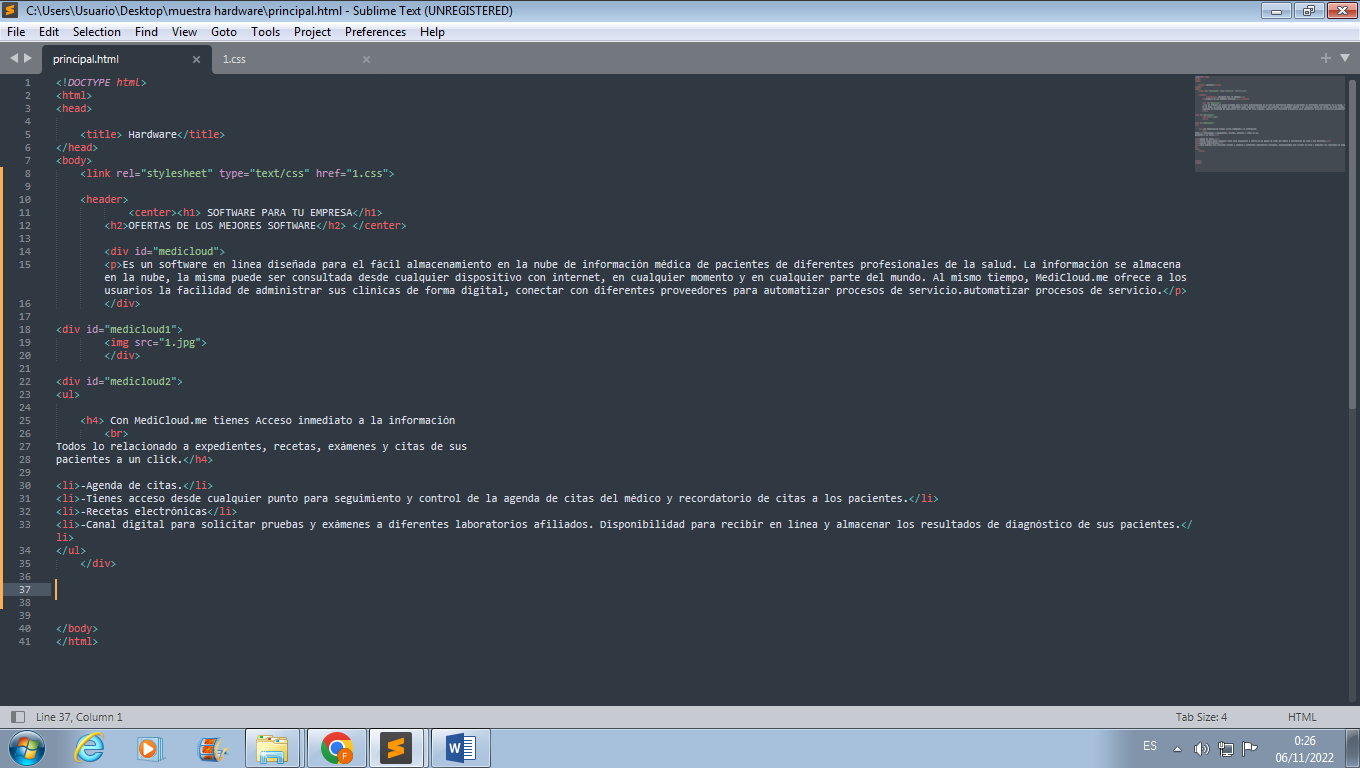 C:\Users\Usuario\Desktop\muestra hardware\principal.html - Sublime Text (UNREGISTERED)
File Edit Selection Find View Goto Tools Project Preferences Help
principal.html × 1.css ×
1 <!DOCTYPE html>
2 <html>
3 <head>
4
5 <title> Hardware</title>
6 </head>
7 <body>
8 <link rel="stylesheet" type="text/css" href="1.css">
9
10 <header>
11 <center><h1> SOFTWARE PARA TU EMPRESA</h1>
12 <h2>OFERTAS DE LOS MEJORES SOFTWARE</h2> </center>
13
14 <div id="medicloud">
15 <p>Es un software en linea diseñada para el fácil almacenamiento en la nube de información médica de pacientes de diferentes profesionales de la salud. La información se almacena
en la nube, la misma puede ser consultada desde cualquier dispositivo con internet, en cualquier momento y en cualquier parte del mundo. Al mismo tiempo, MediCloud.me ofrece a los
usuarios la facilidad de administrar sus clínicas de forma digital, conectar con diferentes proveedores para automatizar procesos de servicio.automatizar procesos de servicio.</p>
16 </div>
17
18 <div id="medicloud1">
19 <img src="1.jpg">
20 </div>
21
22 <div id="medicloud2">
23 <ul>
24
25 <h4> Con MediCloud.me tienes Acceso inmediato a la información
26 <br>
27 Todos lo relacionado a expedientes, recetas, exámenes y citas de sus
28 pacientes a un click.</h4>
29
30 <li>-Agenda de citas.</li>
31 <li>-Tienes acceso desde cualquier punto para seguimiento y control de la agenda de citas del médico y recordatorio de citas a los pacientes.</li>
32 <li>-Recetas electrónicas</li>
33 <li>-Canal digital para solicitar pruebas y exámenes a diferentes laboratorios afiliados. Disponibilidad para recibir en línea y almacenar los resultados de diagnóstico de sus pacientes.</
li>
34 </ul>
35 </div>
36
37
38
39
40 </body>
41 </html>
Line 37, Column 1 Tab Size: 4 HTML
ES 0:26
06/11/2022